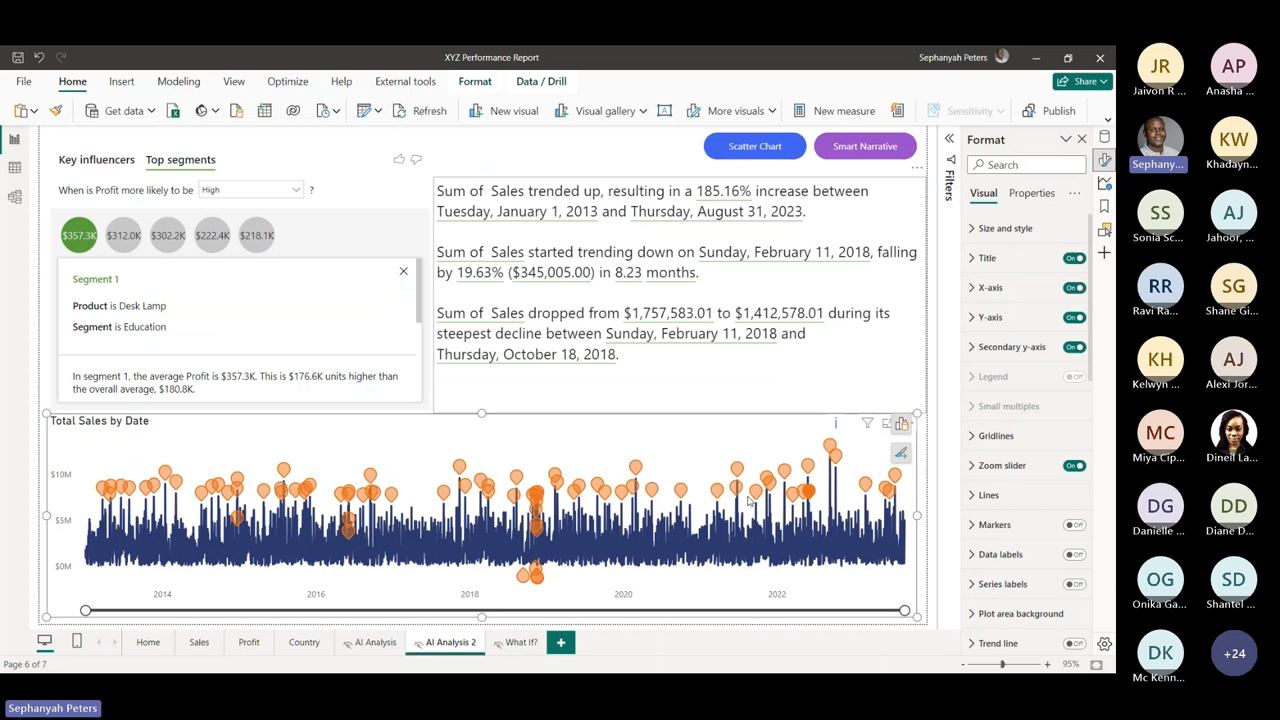 XYZ Performance Report
Sephanyah Peters
File Home Insert Modeling View Optimize Help External tools Format Data / Drill
Share
Get data Refresh New visual Visual gallery More visuals New measure Sensitivity Publish
Key influencers Top segments
When is Profit more likely to be High ?
$357.3K $312.0K $302.2K $222.4K $218.1K
Segment 1
Product is Desk Lamp
Segment is Education
In segment 1, the average Profit is $357.3K. This is $176.6K units higher than
the overall average, $180.8K.
Scatter Chart Smart Narrative
Sum of Sales trended up, resulting in a 185.16% increase between
Tuesday, January 1, 2013 and Thursday, August 31, 2023.
Sum of Sales started trending down on Sunday, February 11, 2018, falling
by 19.63% ($345,005.00) in 8.23 months.
Sum of Sales dropped from $1,757,583.01 to $1,412,578.01 during its
steepest decline between Sunday, February 11, 2018 and
Thursday, October 18, 2018.
Total Sales by Date
$10M
$5M
$0M
2014 2016 2018 2020 2022
Filters
Format
Search
Visual Properties ...
Size and style
Title On
X-axis On
Y-axis On
Secondary y-axis On
Legend Off
Small multiples
Gridlines
Zoom slider On
Lines
Markers Off
Data labels Off
Series labels Off
Plot area background
Trend line Off
Home Sales Profit Country AI Analysis AI Analysis 2 What If? +
Page 6 of 7
- + 95%
JR AP
Jaivon R ... Anasha ...
KW
Sephany... Khadayn...
SS AJ
Sonia Sc... Jahoor, ...
RR SG
Ravi Ra... Shane Gi...
KH AJ
Kelwyn ... Alexi Jor...
MC
Miya Cip... Dinell La...
DG DD
Danielle ... Diane D...
OG SD
Onika Ga... Shantel ...
DK +24
Mc Kenn...
Sephanyah Peters